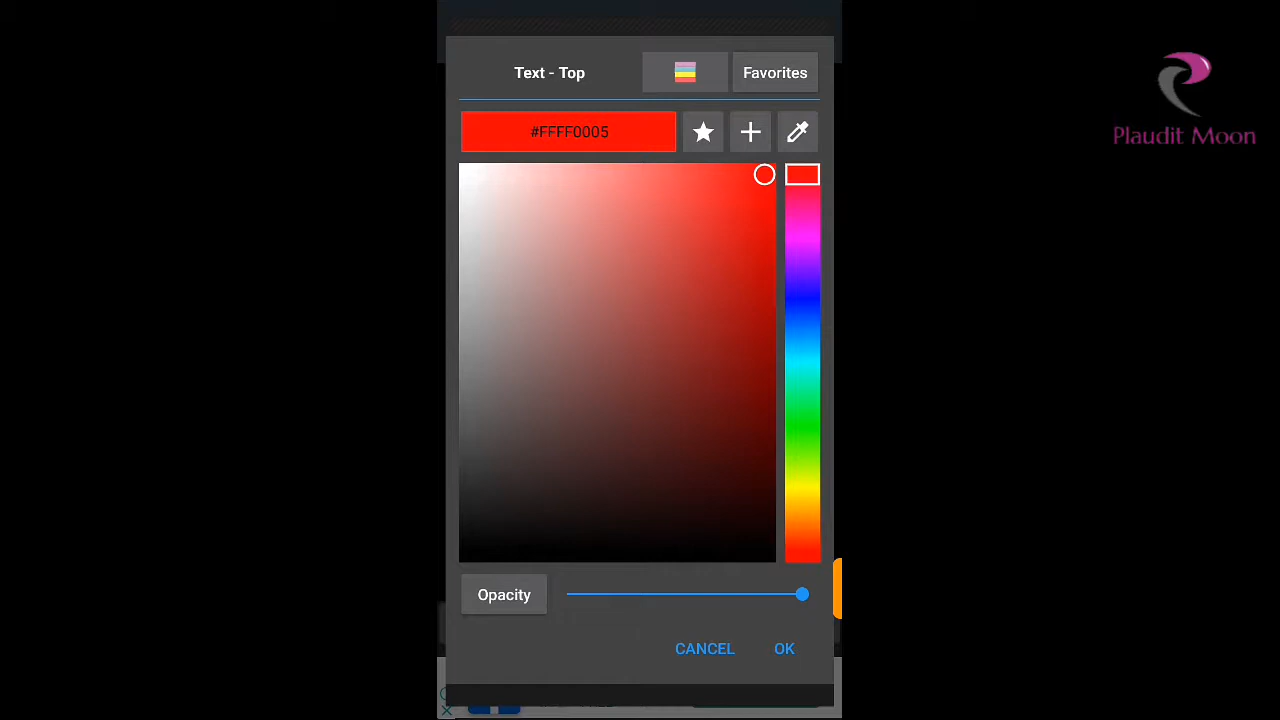 Text - Top
Favorites
#FFFF0005
Opacity
CANCEL
OK
Plaudit Moon